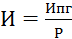 И = Ипг / Р